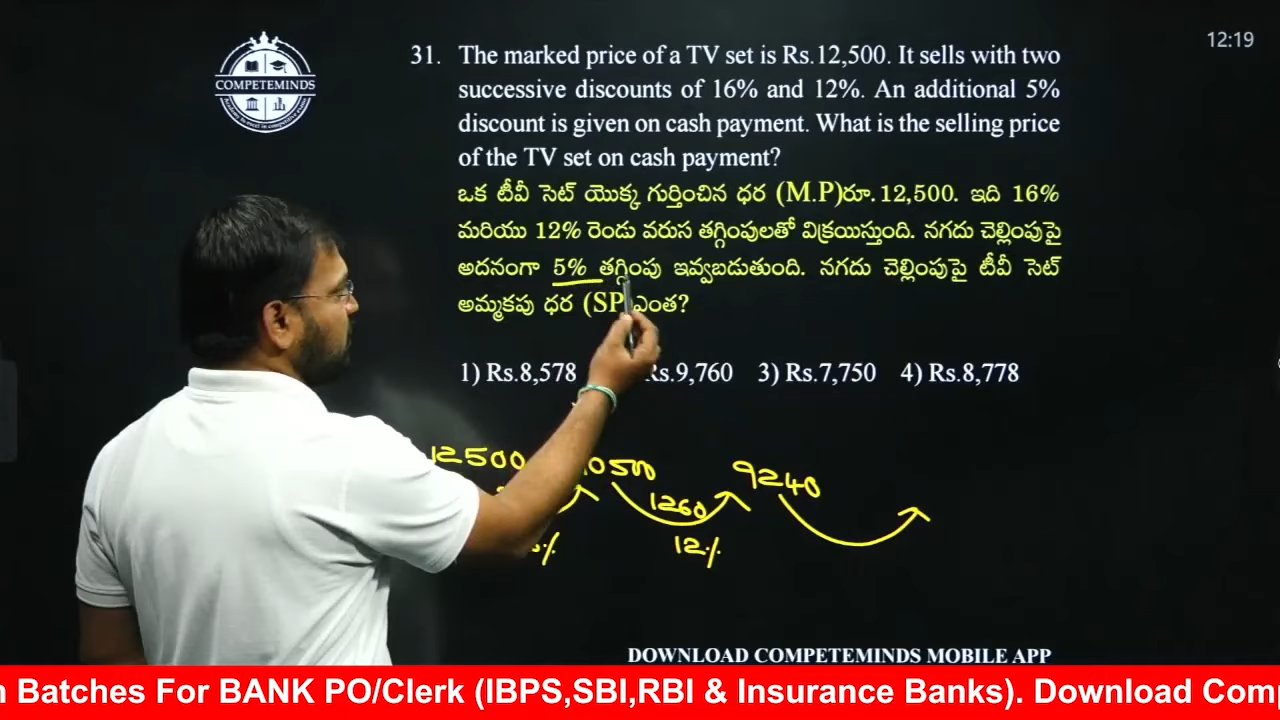 12:19
COMPETEMINDS
31. The marked price of a TV set is Rs.12,500. It sells with two
successive discounts of 16% and 12%. An additional 5%
discount is given on cash payment. What is the selling price
of the TV set on cash payment?
ఒక టీవీ సెట్ యొక్క గుర్తించిన ధర (M.P)రూ.12,500. ఇది 16%
మరియు 12% రెండు వరుస తగ్గింపులతో విక్రయిస్తుంది. నగదు చెల్లింపుపై
అదనంగా 5% తగ్గింపు ఇవ్వబడుతుంది. నగదు చెల్లింపుపై టీవీ సెట్
అమ్మకపు ధర (SP) ఎంత?
1) Rs.8,578 Rs.9,760 3) Rs.7,750 4) Rs.8,778
12500 10500 9240
1260
% 12%
DOWNLOAD COMPETEMINDS MOBILE APP
Batches For BANK PO/Clerk (IBPS,SBI,RBI & Insurance Banks). Download Com